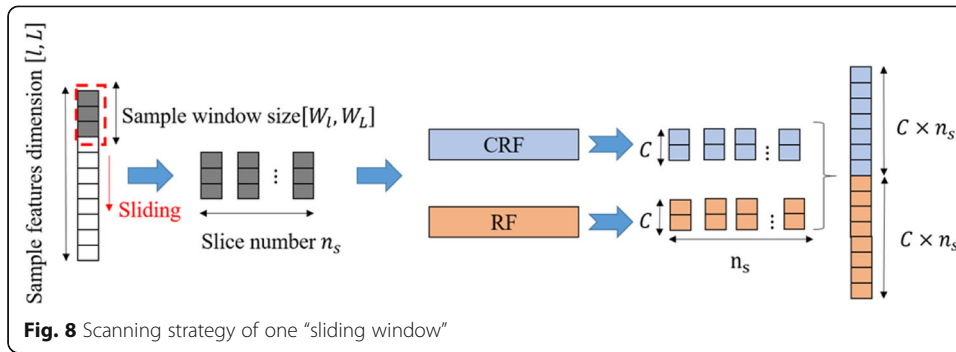 Sample features dimension [l, L]
Sample window size[W_l, W_L]
Sliding
Slice number n_s
CRF
RF
C
C
n_s
C × n_s
C × n_s
Fig. 8 Scanning strategy of one “sliding window”